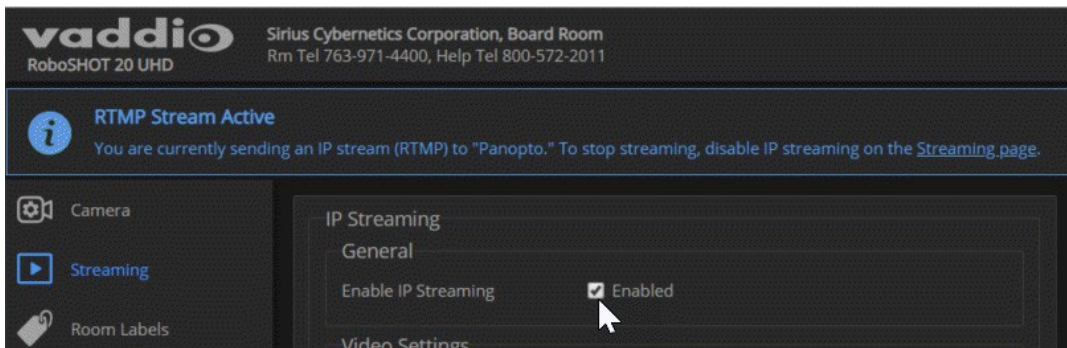 vaddio
RoboSHOT 20 UHD
Sirius Cybernetics Corporation, Board Room
Rm Tel 763-971-4400, Help Tel 800-572-2011
i
RTMP Stream Active
You are currently sending an IP stream (RTMP) to "Panopto." To stop streaming, disable IP streaming on the Streaming page.
Camera
Streaming
Room Labels
IP Streaming
General
Enable IP Streaming Enabled
Video Settings